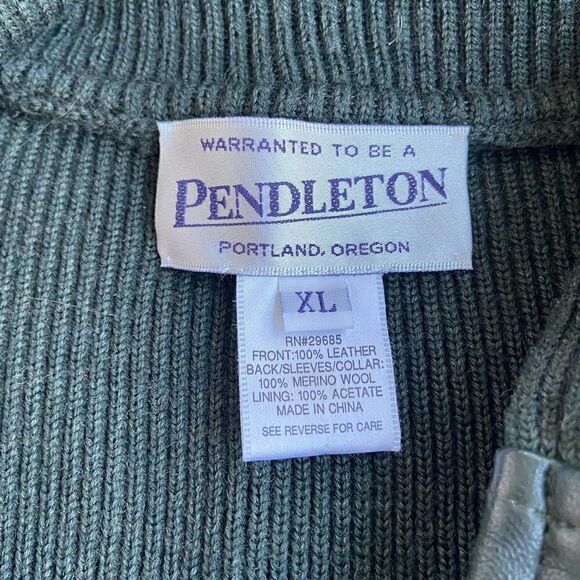 WARRANTED TO BE A
PENDLETON
PORTLAND, OREGON
XL
RN#29685
FRONT:100% LEATHER
BACK/SLEEVES/COLLAR:
100% MERINO WOOL
LINING: 100% ACETATE
MADE IN CHINA
SEE REVERSE FOR CARE